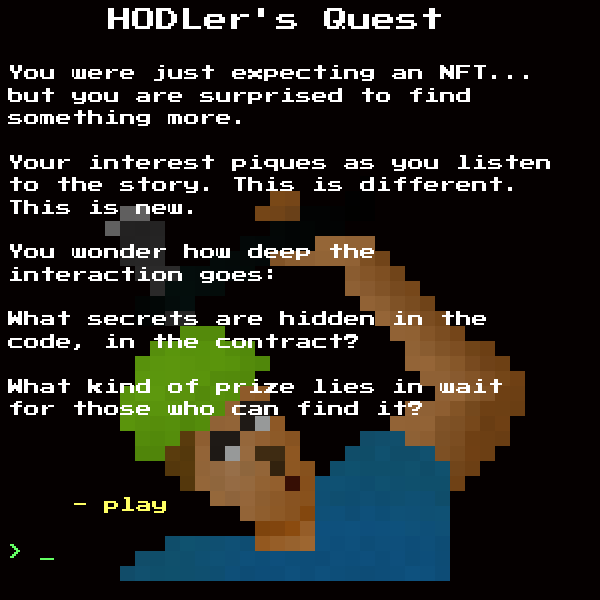 HODLer's Quest
You were just expecting an NFT...
but you are surprised to find
something more.
Your interest piques as you listen
to the story. This is different.
This is new.
You wonder how deep the
interaction goes:
What secrets are hidden in the
code, in the contract?
What kind of prize lies in wait
for those who can find it?
- play
> _